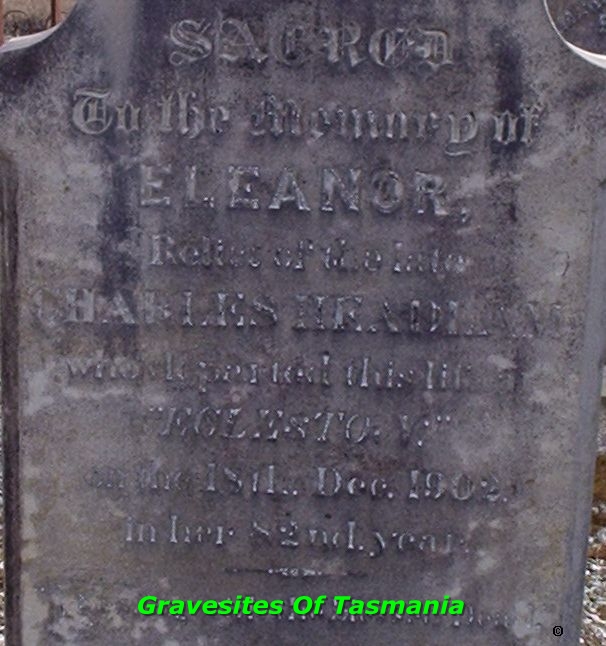 SACRED
To the Memory of
ELEANOR,
Relict of the late
CHARLES HEADLAM
who departed this life
"EGLESTON,"
on the 18th. Dec. 1902,
in her 82nd. year.
Gravesites Of Tasmania
©